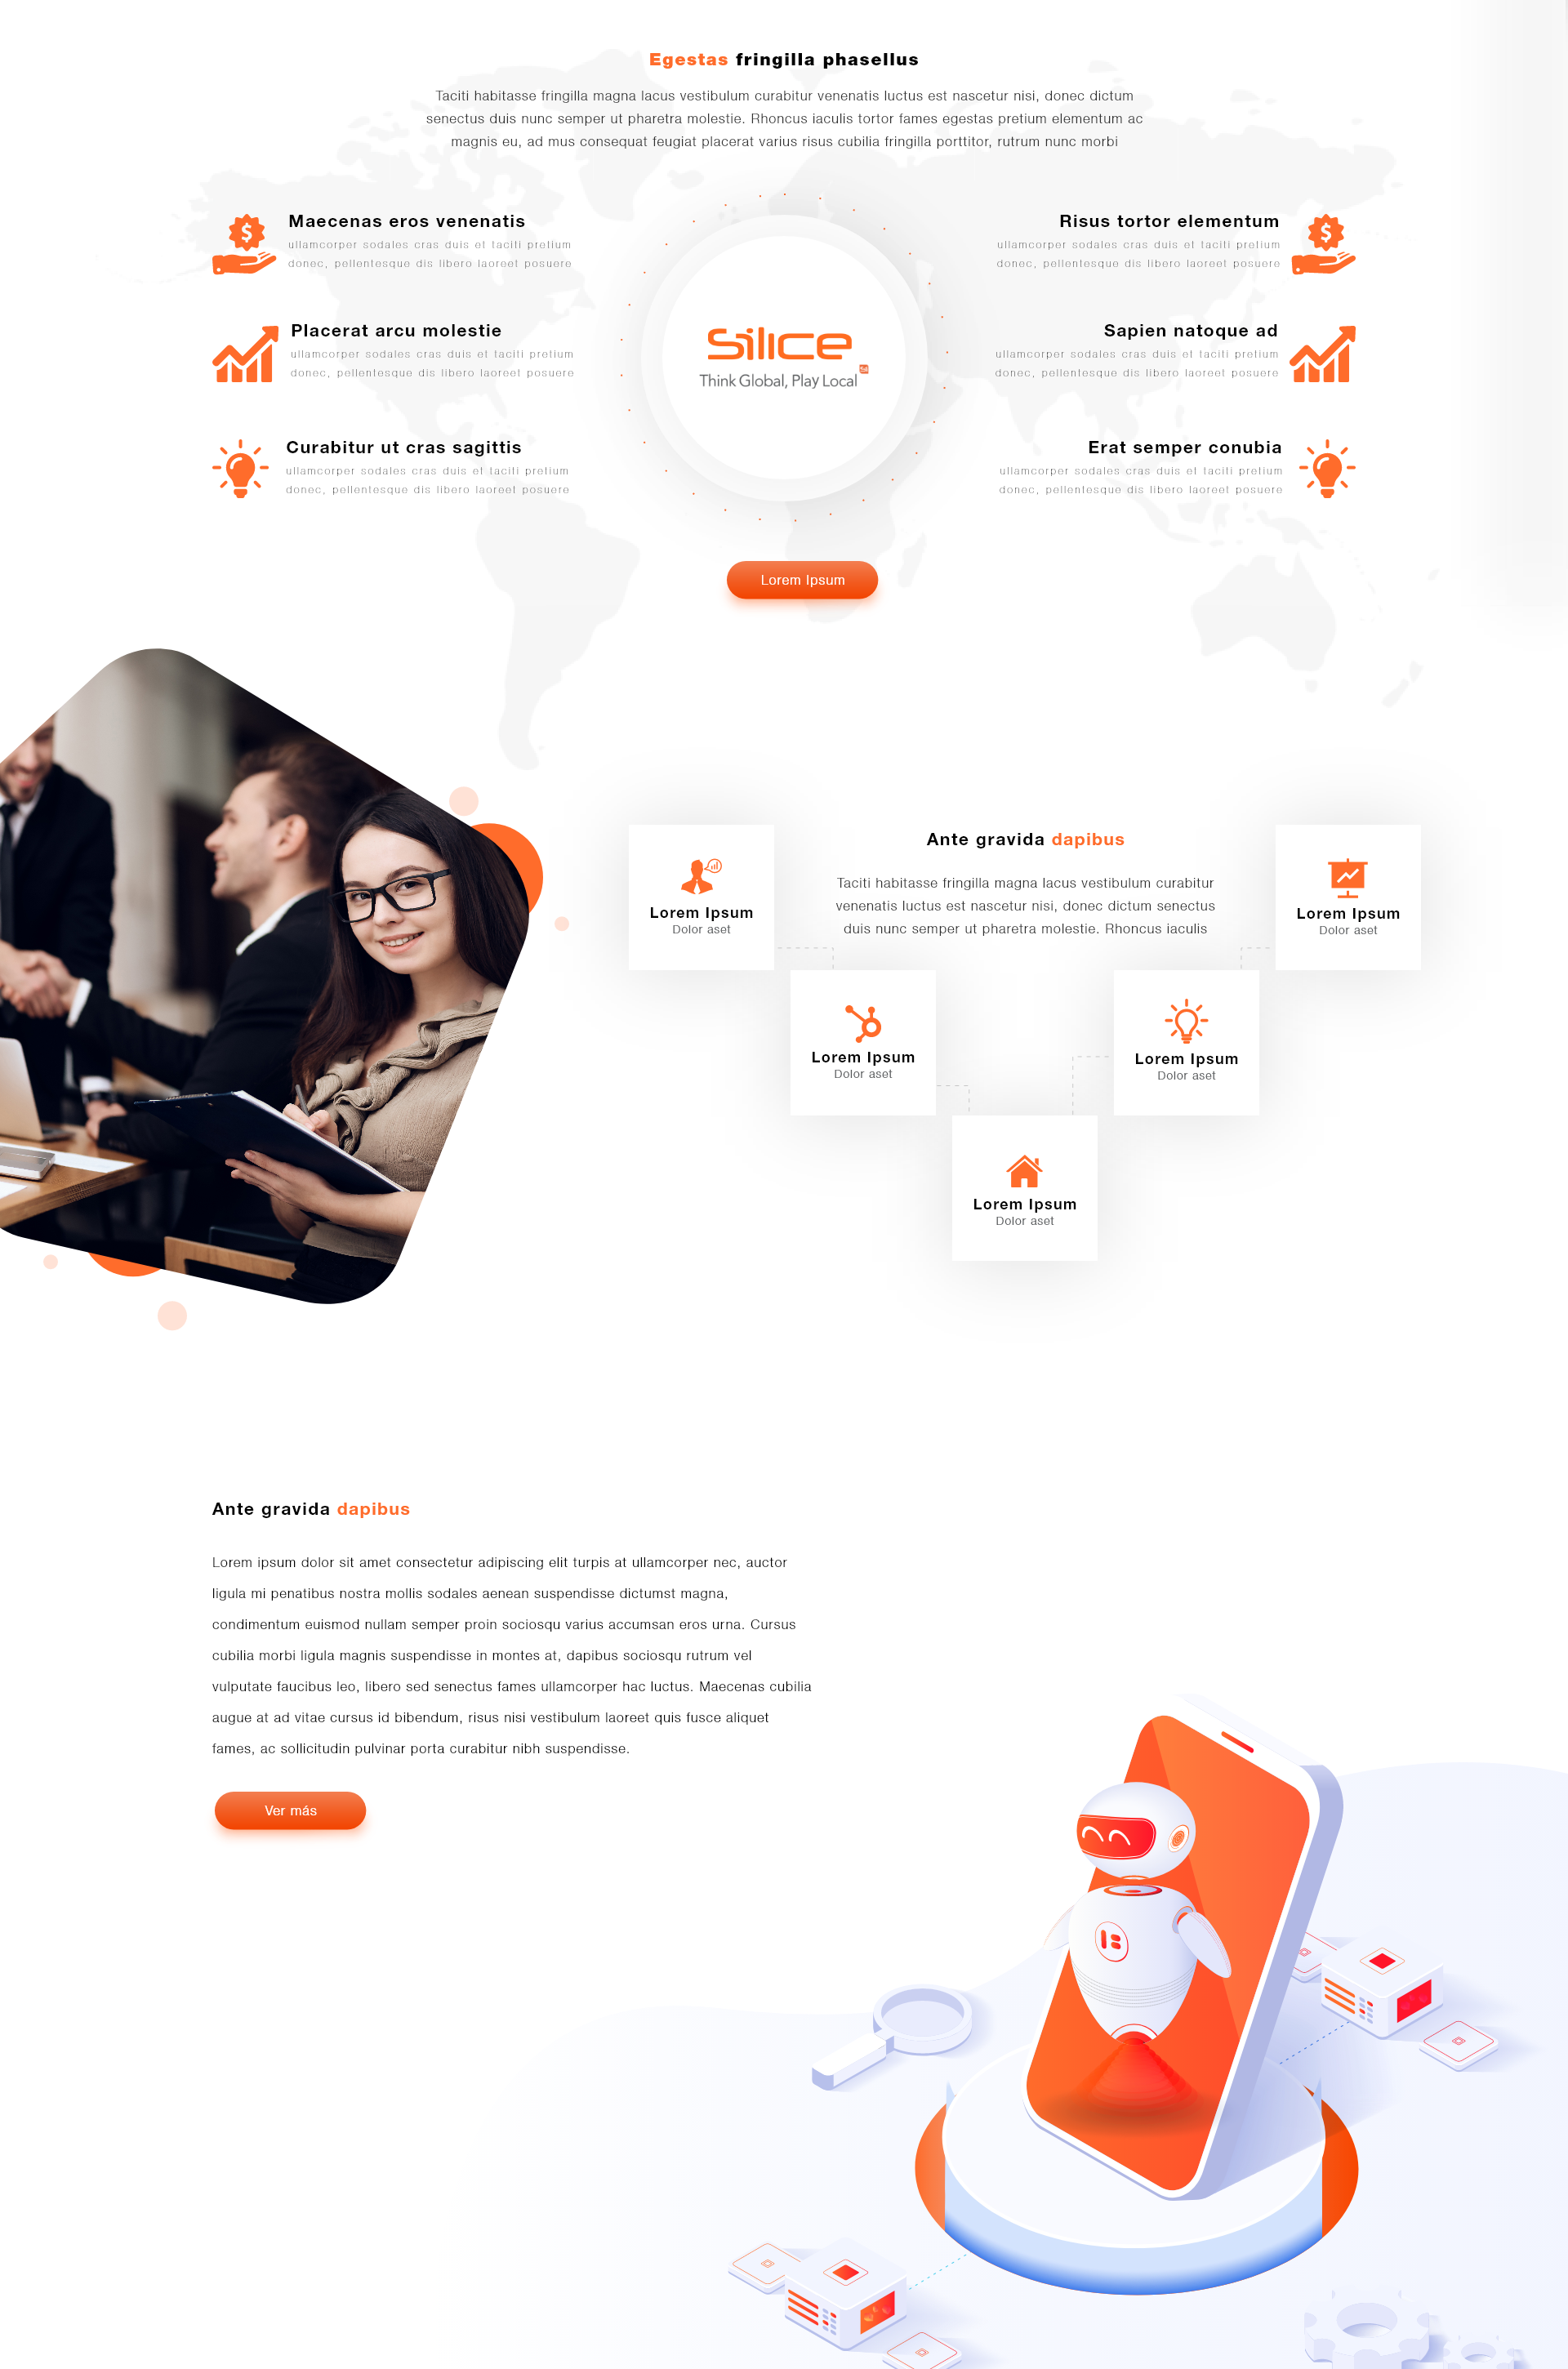 Egestas fringilla phasellus
Taciti habitasse fringilla magna lacus vestibulum curabitur venenatis luctus est nascetur nisi, donec dictum
senectus duis nunc semper ut pharetra molestie. Rhoncus iaculis tortor fames egestas pretium elementum ac
magnis eu, ad mus consequat feugiat placerat varius risus cubilia fringilla porttitor, rutrum nunc morbi
Maecenas eros venenatis
ullamcorper sodales cras duis et taciti pretium
donec, pellentesque dis libero laoreet posuere
Placerat arcu molestie
ullamcorper sodales cras duis et taciti pretium
donec, pellentesque dis libero laoreet posuere
Curabitur ut cras sagittis
ullamcorper sodales cras duis et taciti pretium
donec, pellentesque dis libero laoreet posuere
Silice
Think Global, Play Local
Risus tortor elementum
ullamcorper sodales cras duis et taciti pretium
donec, pellentesque dis libero laoreet posuere
Sapien natoque ad
ullamcorper sodales cras duis et taciti pretium
donec, pellentesque dis libero laoreet posuere
Erat semper conubia
ullamcorper sodales cras duis et taciti pretium
donec, pellentesque dis libero laoreet posuere
Lorem Ipsum
Ante gravida dapibus
Taciti habitasse fringilla magna lacus vestibulum curabitur
venenatis luctus est nascetur nisi, donec dictum senectus
duis nunc semper ut pharetra molestie. Rhoncus iaculis
Lorem Ipsum
Dolor aset
Lorem Ipsum
Dolor aset
Lorem Ipsum
Dolor aset
Lorem Ipsum
Dolor aset
Lorem Ipsum
Dolor aset
Ante gravida dapibus
Lorem ipsum dolor sit amet consectetur adipiscing elit turpis at ullamcorper nec, auctor
ligula mi penatibus nostra mollis sodales aenean suspendisse dictumst magna,
condimentum euismod nullam semper proin sociosqu varius accumsan eros urna. Cursus
cubilia morbi ligula magnis suspendisse in montes at, dapibus sociosqu rutrum vel
vulputate faucibus leo, libero sed senectus fames ullamcorper hac luctus. Maecenas cubilia
augue at ad vitae cursus id bibendum, risus nisi vestibulum laoreet quis fusce aliquet
fames, ac sollicitudin pulvinar porta curabitur nibh suspendisse.
Ver más